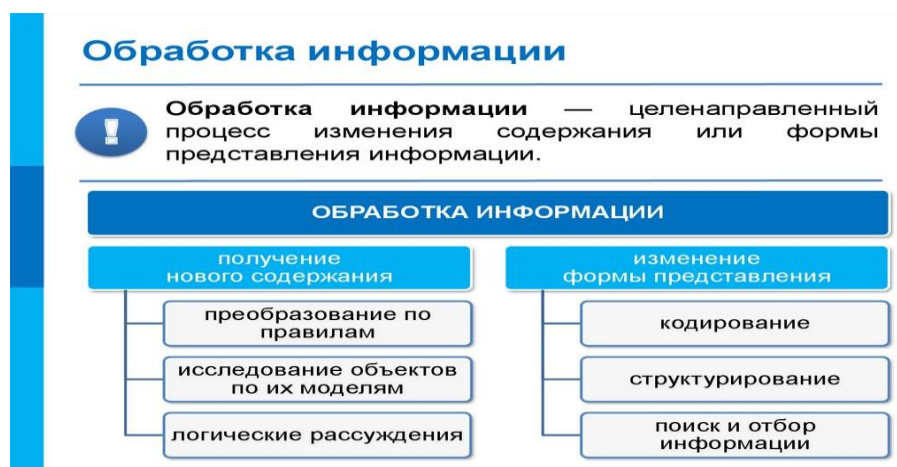 Обработка информации
!
Обработка информации — целенаправленный
процесс изменения содержания или формы
представления информации.
ОБРАБОТКА ИНФОРМАЦИИ
получение
нового содержания
преобразование по
правилам
исследование объектов
по их моделям
логические рассуждения
изменение
формы представления
кодирование
структурирование
поиск и отбор
информации